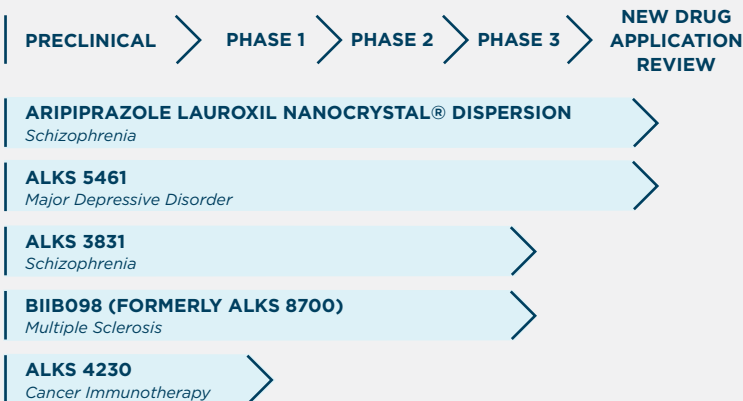 PRECLINICAL PHASE 1 PHASE 2 PHASE 3 NEW DRUG
APPLICATION
REVIEW
ARIPIPRAZOLE LAUROXIL NANOCRYSTAL® DISPERSION
Schizophrenia
ALKS 5461
Major Depressive Disorder
ALKS 3831
Schizophrenia
BIIB098 (FORMERLY ALKS 8700)
Multiple Sclerosis
ALKS 4230
Cancer Immunotherapy